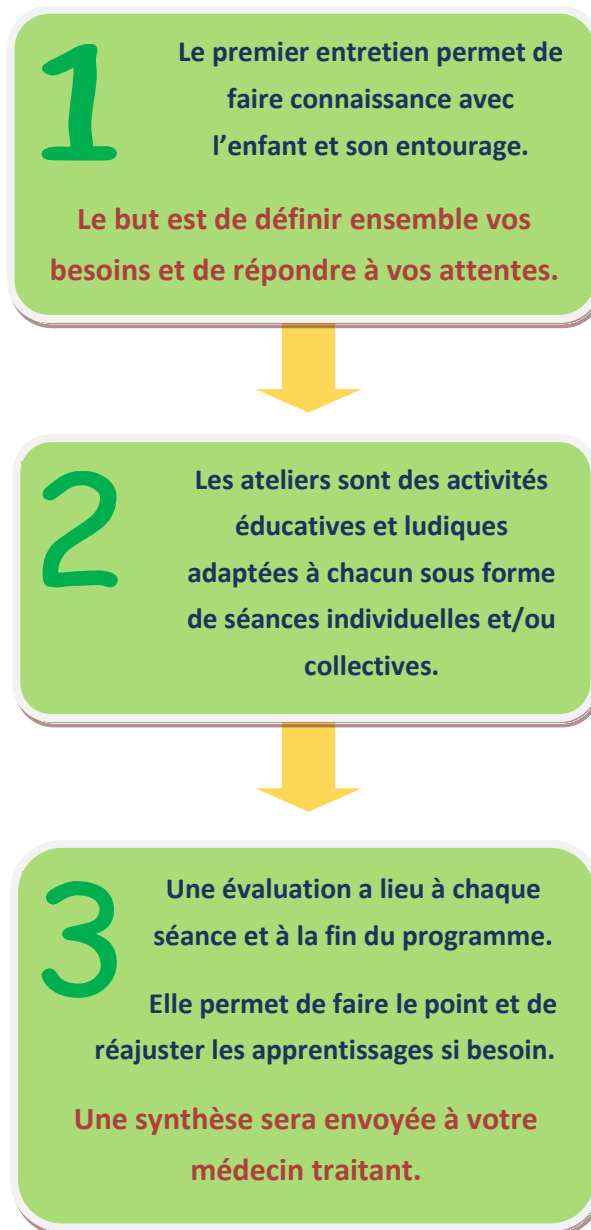 1
Le premier entretien permet de
faire connaissance avec
l’enfant et son entourage.
Le but est de définir ensemble vos
besoins et de répondre à vos attentes.
2
Les ateliers sont des activités
éducatives et ludiques
adaptées à chacun sous forme
de séances individuelles et/ou
collectives.
3
Une évaluation a lieu à chaque
séance et à la fin du programme.
Elle permet de faire le point et de
réajuster les apprentissages si besoin.
Une synthèse sera envoyée à votre
médecin traitant.